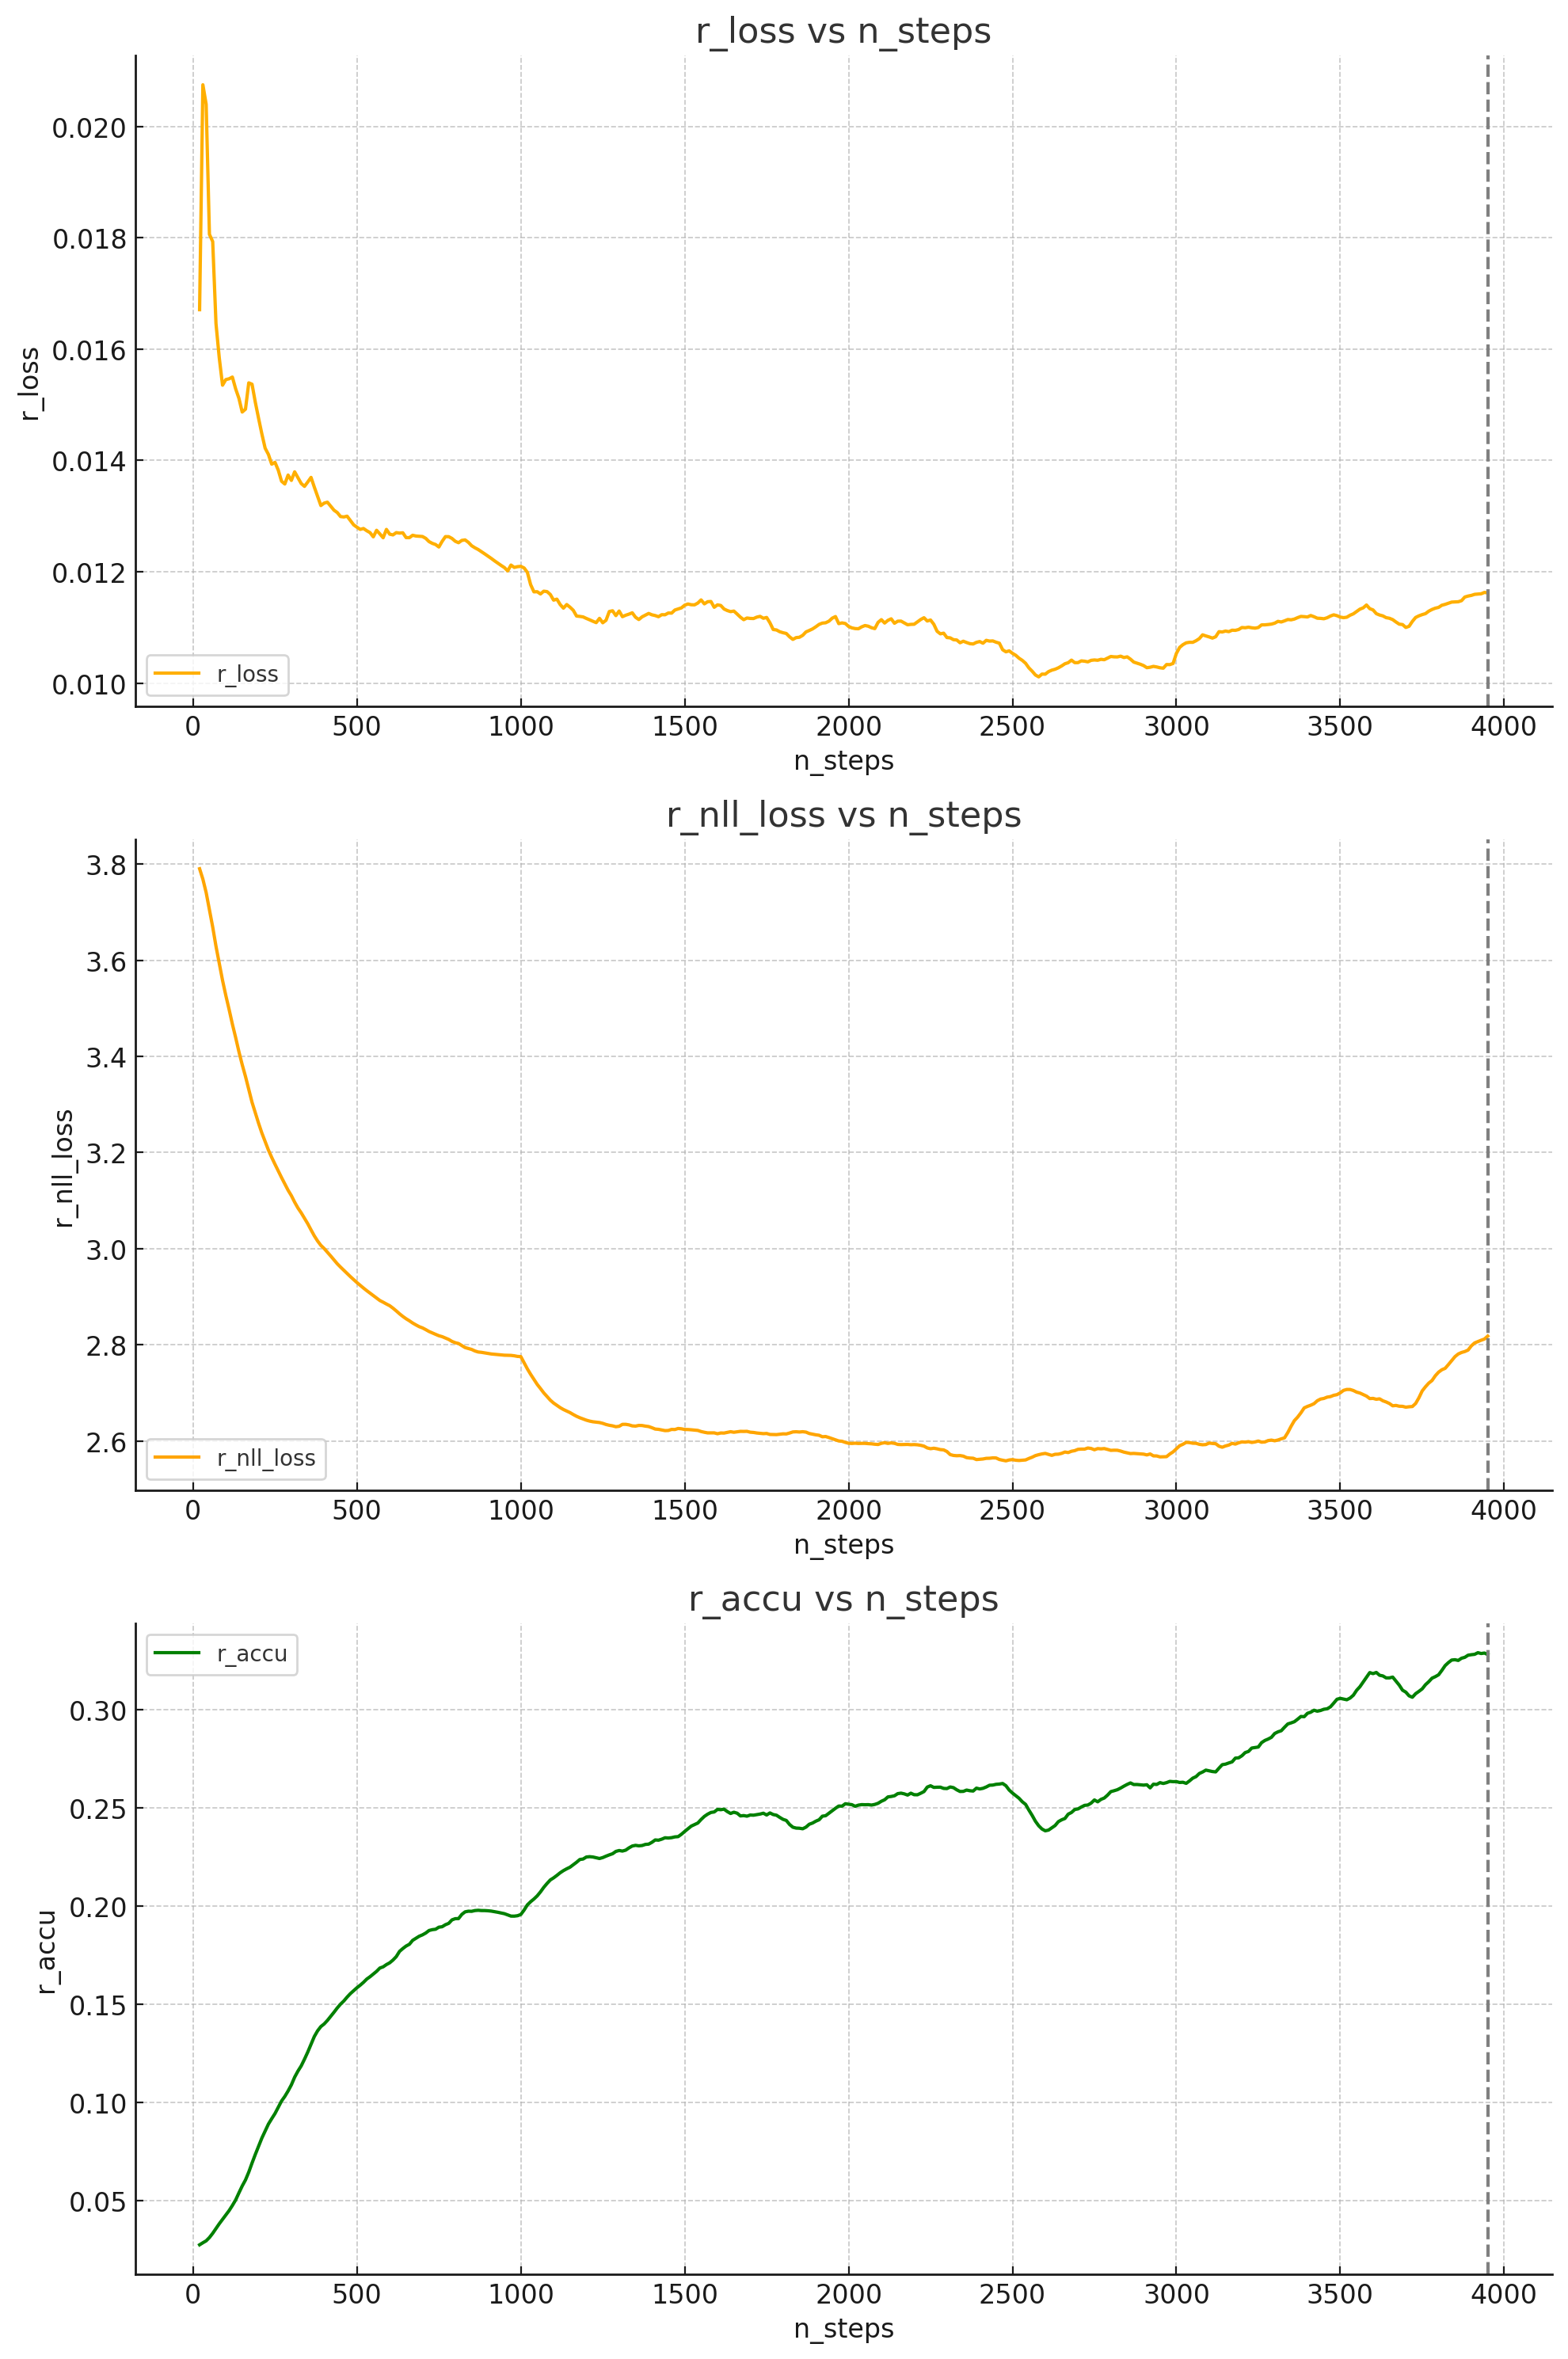 r_loss vs n_steps
r_loss
0.020
0.018
0.016
0.014
0.012
0.010
r_loss
0 500 1000 1500 2000 2500 3000 3500 4000
n_steps
r_nll_loss vs n_steps
r_nll_loss
3.8
3.6
3.4
3.2
3.0
2.8
2.6
r_nll_loss
0 500 1000 1500 2000 2500 3000 3500 4000
n_steps
r_accu vs n_steps
r_accu
r_accu
0.30
0.25
0.20
0.15
0.10
0.05
0 500 1000 1500 2000 2500 3000 3500 4000
n_steps